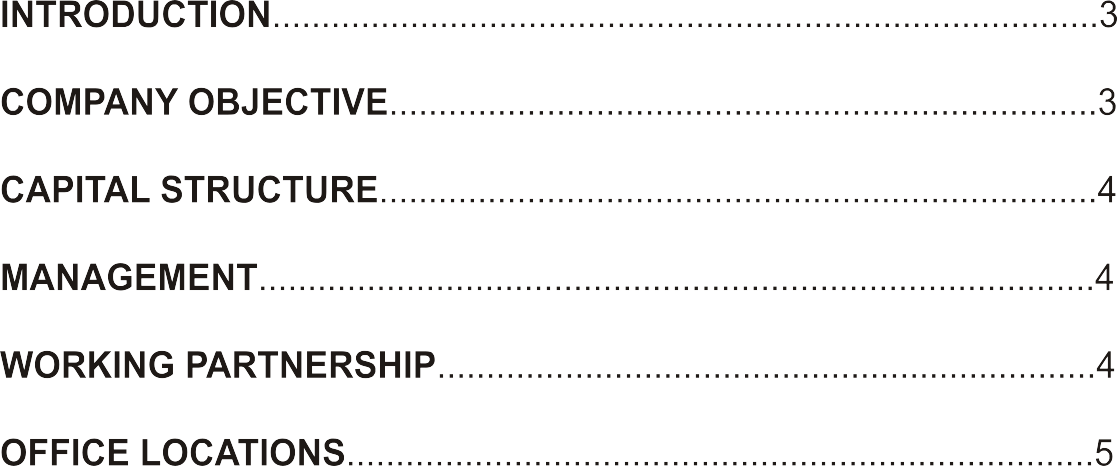 INTRODUCTION....................................................................................3
COMPANY OBJECTIVE........................................................................3
CAPITAL STRUCTURE.........................................................................4
MANAGEMENT.....................................................................................4
WORKING PARTNERSHIP...................................................................4
OFFICE LOCATIONS............................................................................5